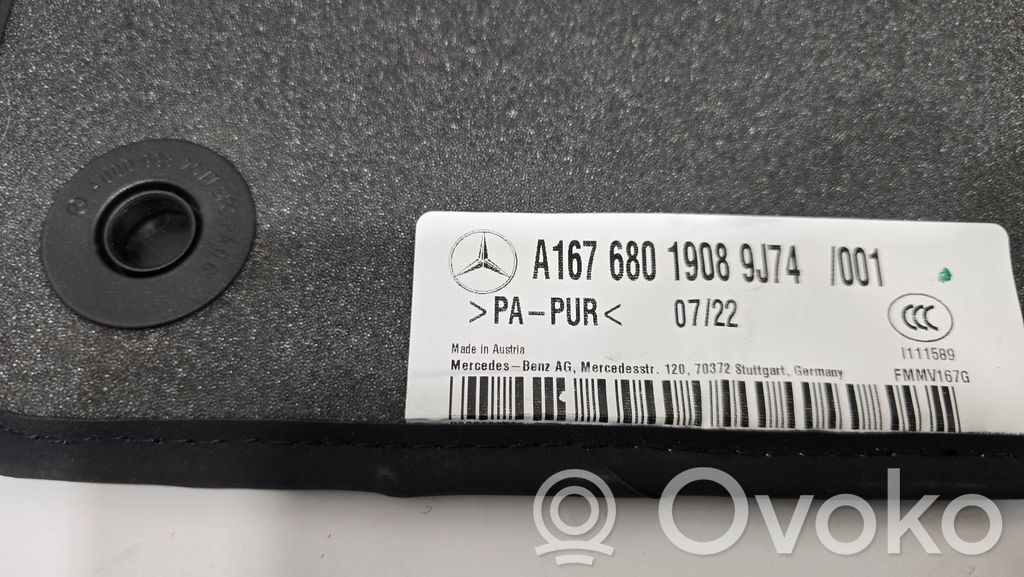 A167 680 1908 9J74 /001
>PA-PUR< 07/22
CCC
Made in Austria
I111589
Mercedes-Benz AG, Mercedesstr. 120, 70372 Stuttgart, Germany
FMMV167G
Ovoko